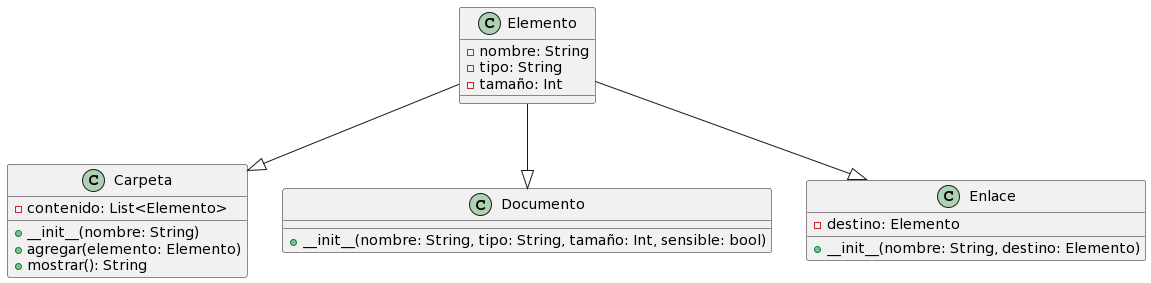 C Elemento
nombre: String
tipo: String
tamaño: Int
C Carpeta
contenido: List<Elemento>
__init__(nombre: String)
agregar(elemento: Elemento)
mostrar(): String
C Documento
__init__(nombre: String, tipo: String, tamaño: Int, sensible: bool)
C Enlace
destino: Elemento
__init__(nombre: String, destino: Elemento)